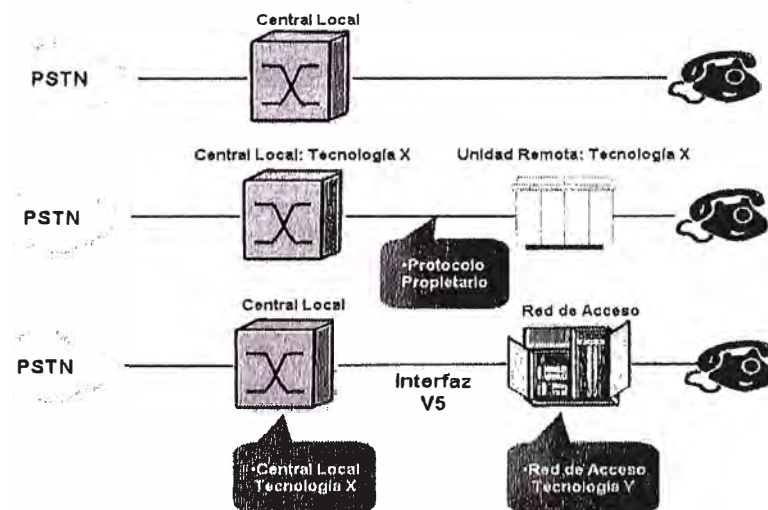 Central Local
PSTN
Central Local: Tecnología X
Unidad Remota: Tecnología X
PSTN
•Protocolo
Propietario
Central Local
Red de Acceso
PSTN
Interfaz
V5
•Central Local
Tecnología X
•Red de Acceso
Tecnología Y